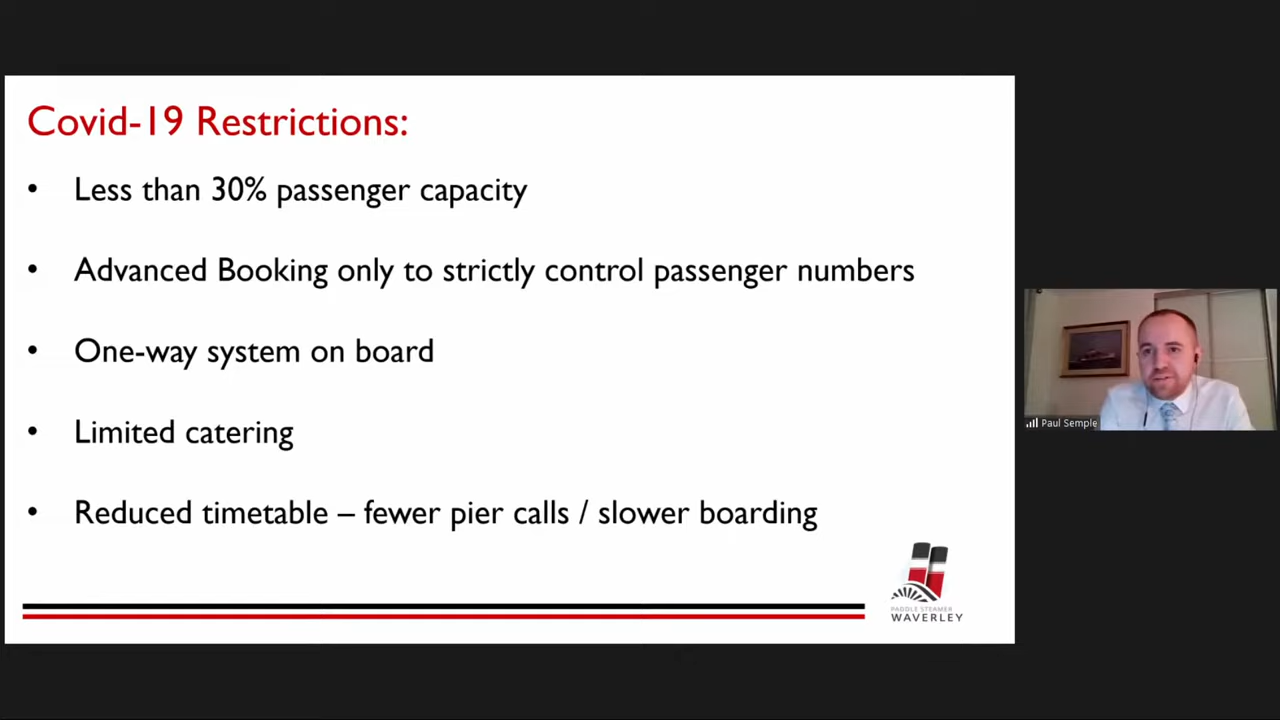 Covid-19 Restrictions:
• Less than 30% passenger capacity
• Advanced Booking only to strictly control passenger numbers
• One-way system on board
• Limited catering
• Reduced timetable – fewer pier calls / slower boarding
PADDLE STEAMER
WAVERLEY
Paul Semple